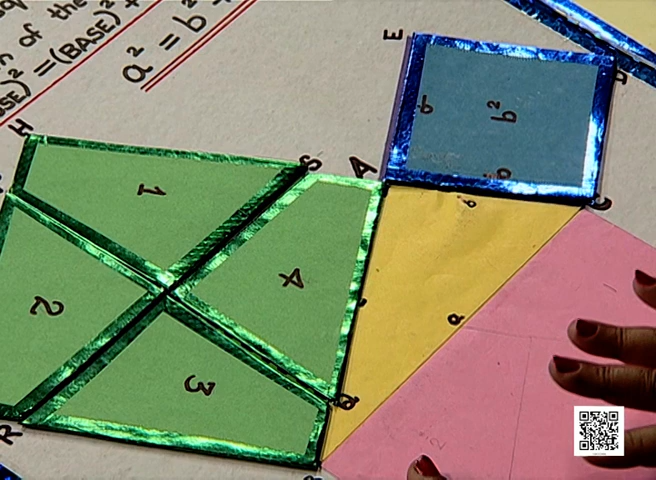 n of the
SE)² = (BASE)² +
a² = b² +
E
D
b
b²
b
H
S
A
C
1
b
4
2
a
3
Q
R